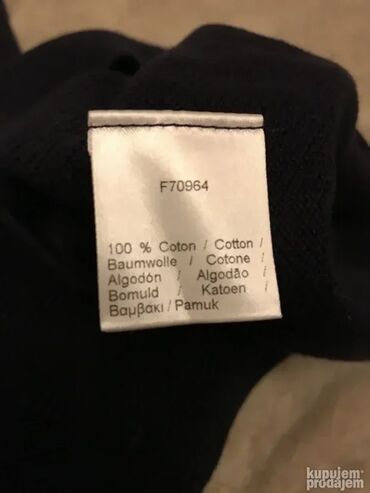 F70964
100 % Coton / Cotton /
Baumwolle / Cotone /
Algodón / Algodão /
Bomuld / Katoen /
Βαμβακι / Pamuk
kupujem
prodajem